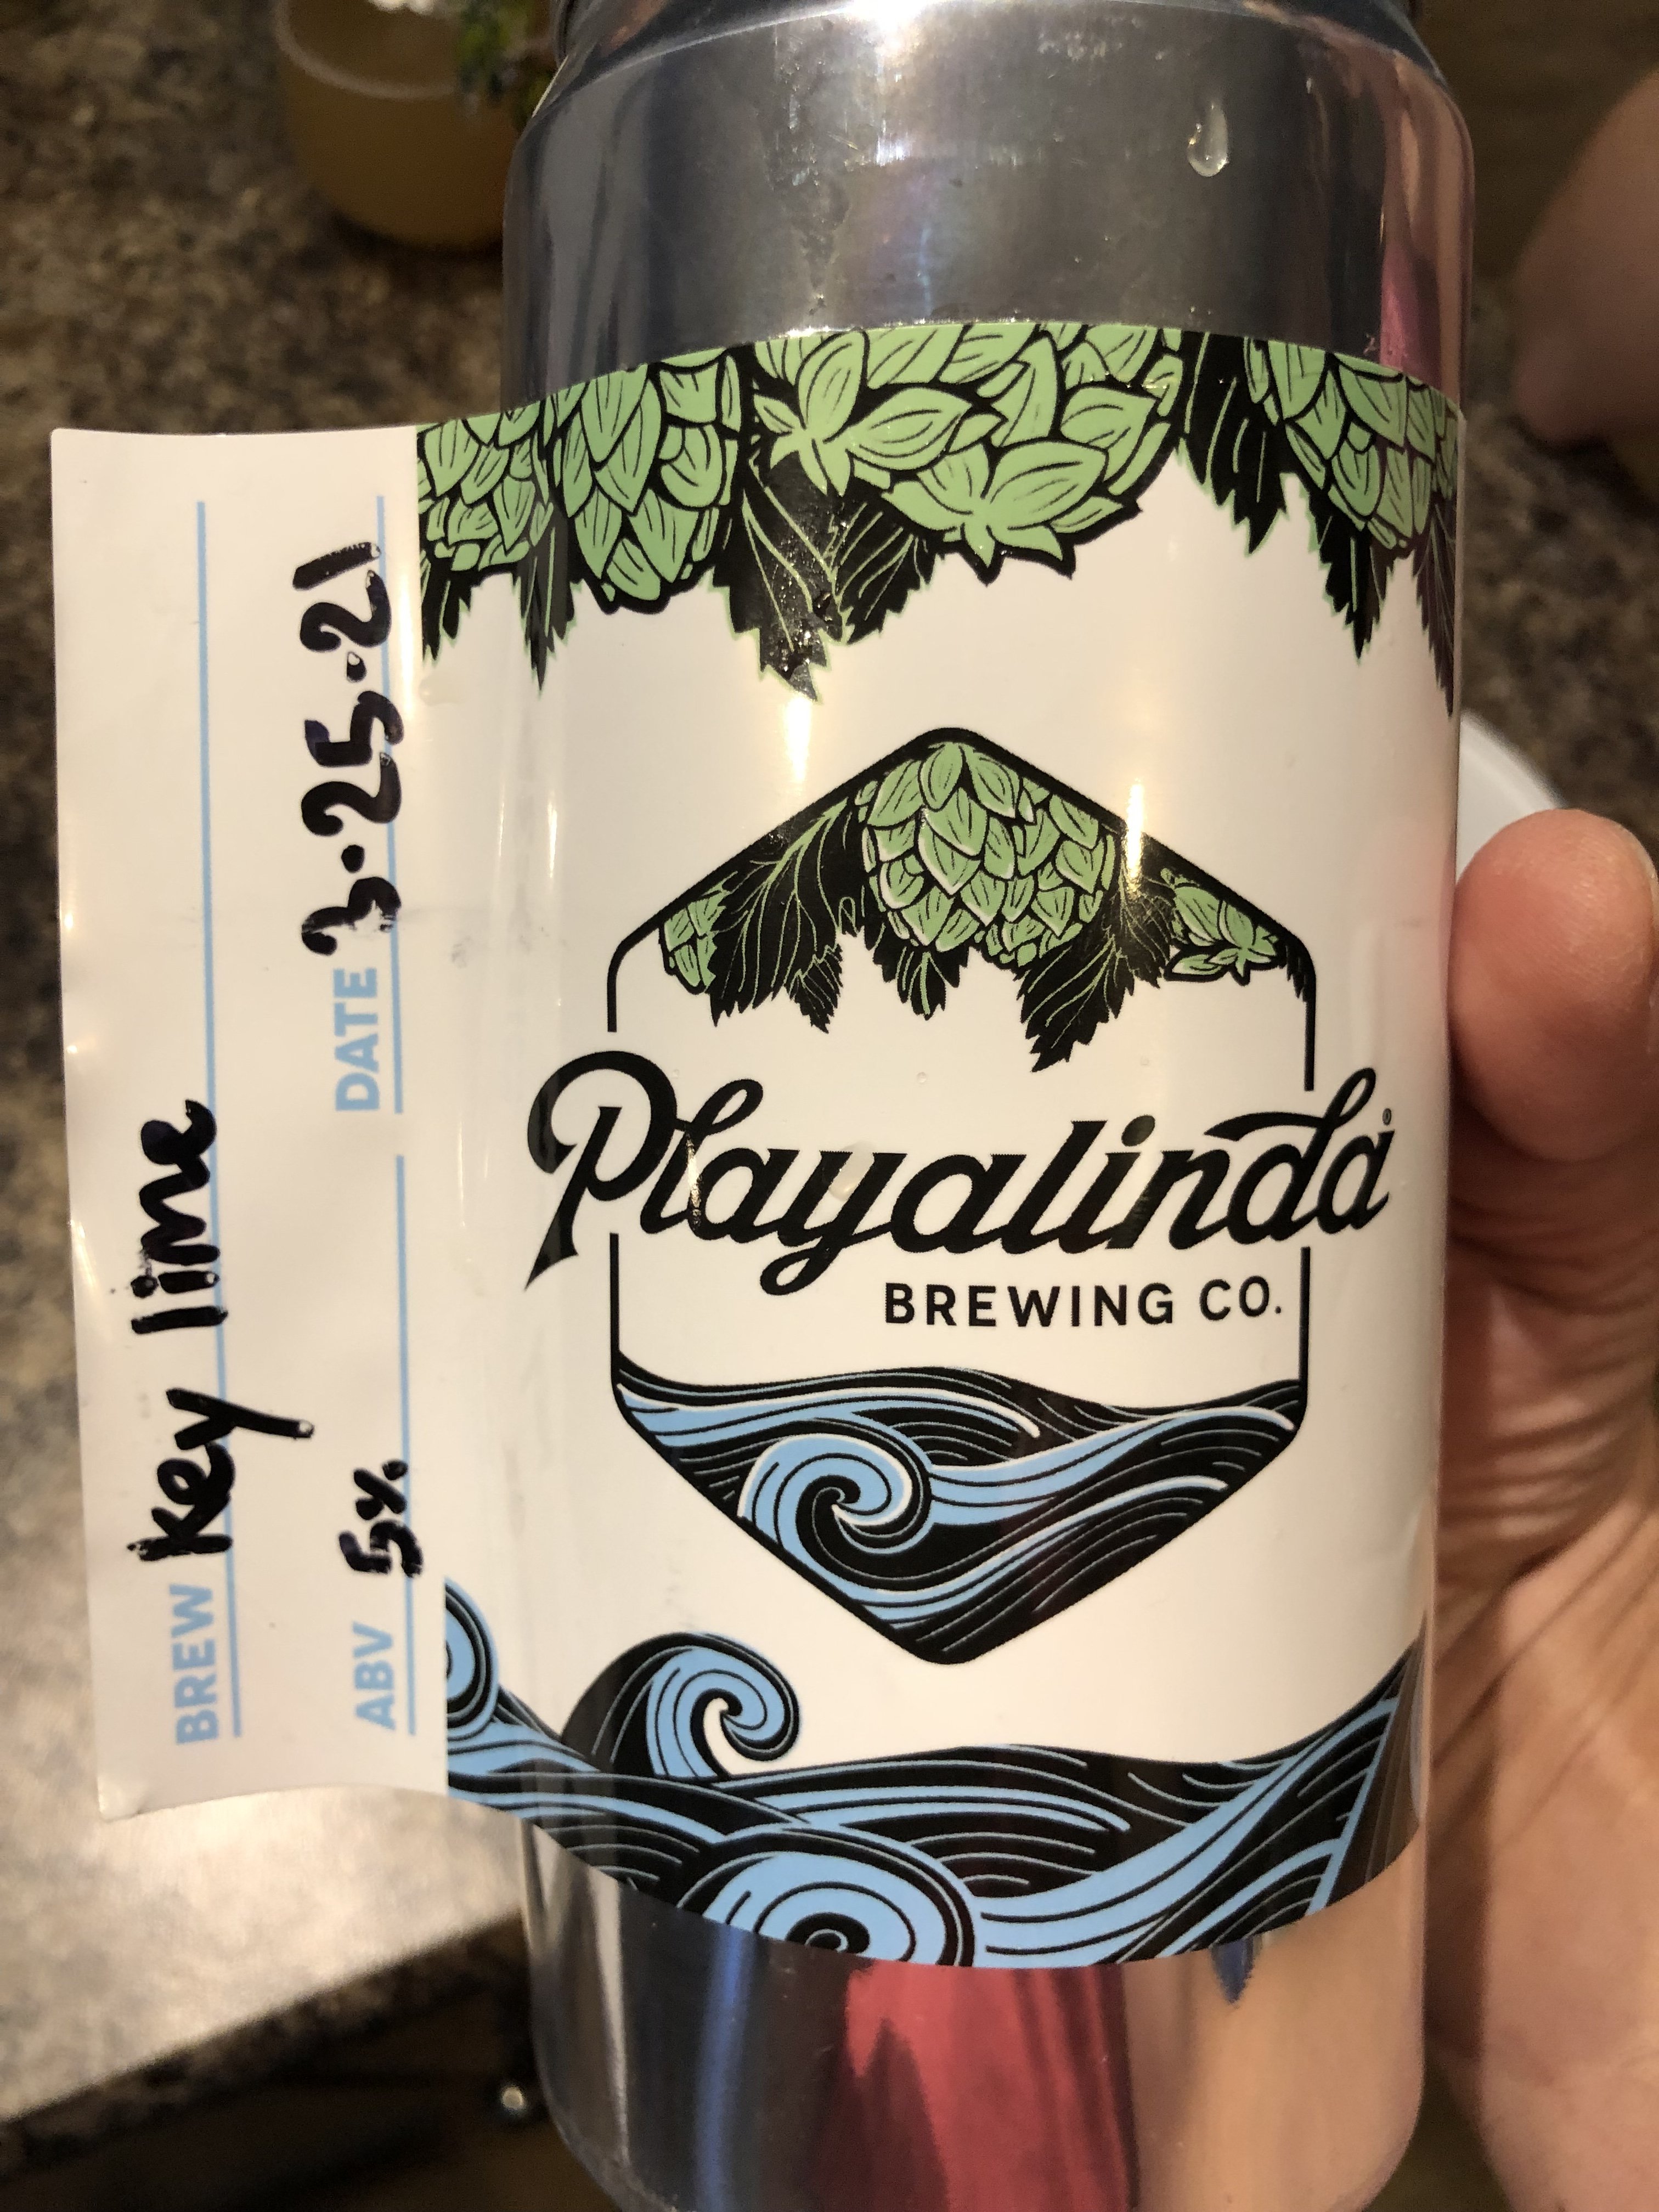 BREW Key lime
ABV 5% DATE 3.25.21
Playalinda®
BREWING CO.